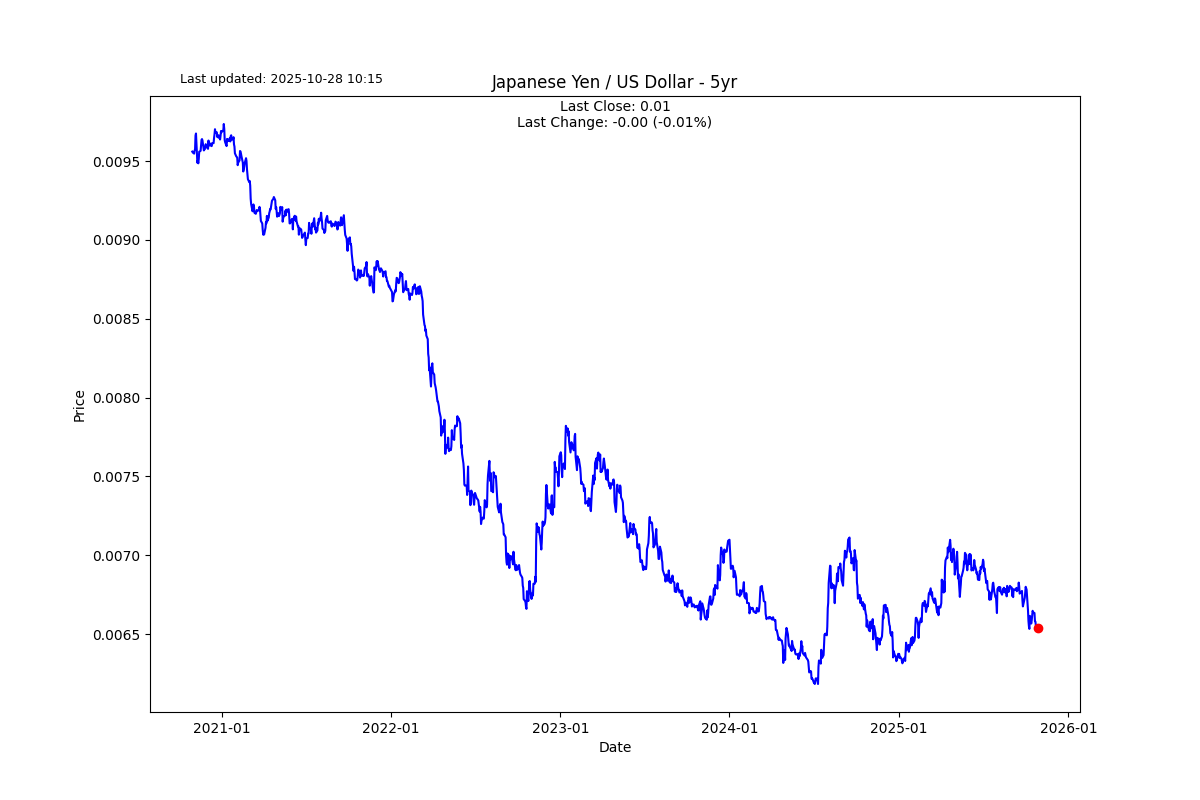 Last updated: 2025-10-28 10:15
Japanese Yen / US Dollar - 5yr
Last Close: 0.01
Last Change: -0.00 (-0.01%)
0.0095
0.0090
0.0085
0.0080
0.0075
0.0070
0.0065
Price
2021-01
2022-01
2023-01
2024-01
2025-01
2026-01
Date